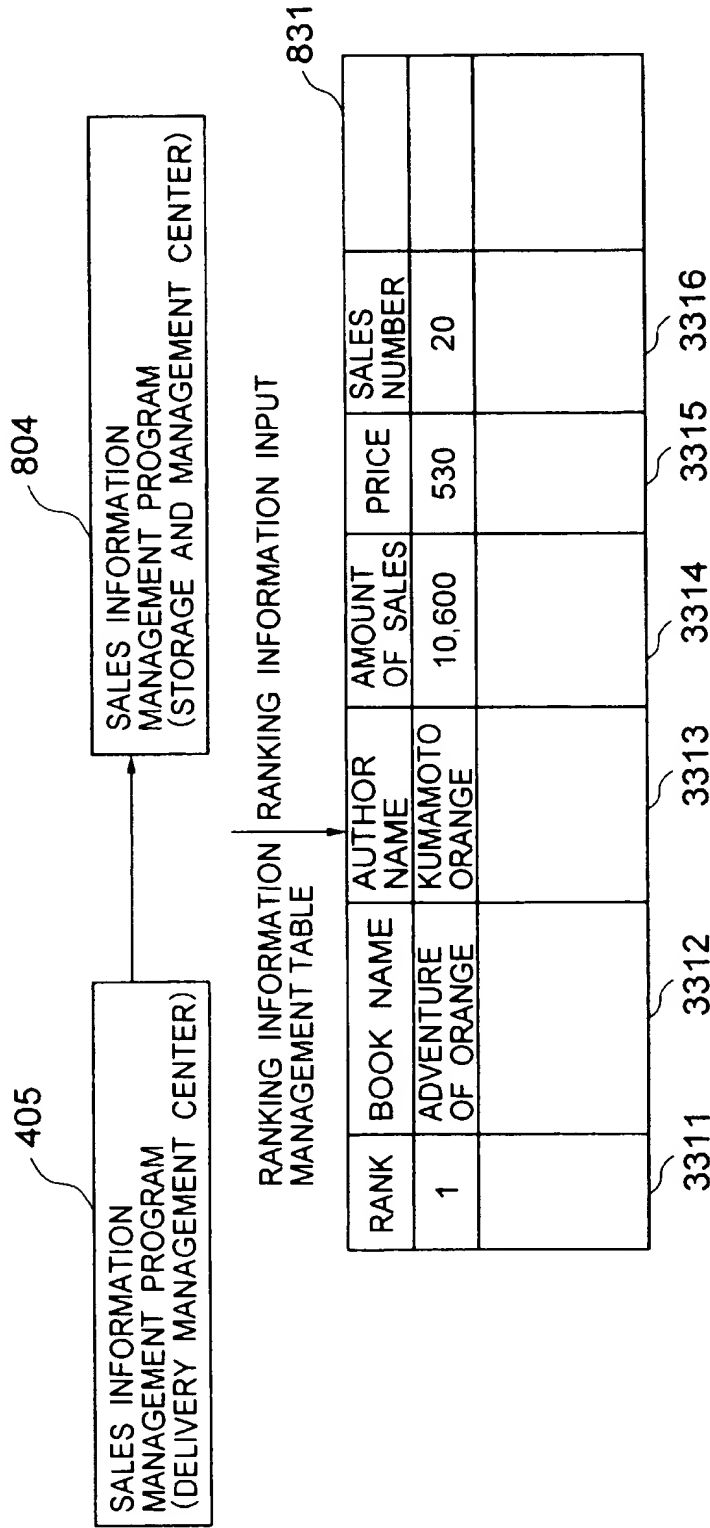 405
SALES INFORMATION
MANAGEMENT PROGRAM
(DELIVERY MANAGEMENT CENTER)
804
SALES INFORMATION
MANAGEMENT PROGRAM
(STORAGE AND MANAGEMENT CENTER)
RANKING INFORMATION
MANAGEMENT TABLE
RANKING INFORMATION INPUT
831
RANK
BOOK NAME
AUTHOR
NAME
AMOUNT
OF SALES
PRICE
SALES
NUMBER
1
ADVENTURE
OF ORANGE
KUMAMOTO
ORANGE
10,600
530
20
3311
3312
3313
3314
3315
3316